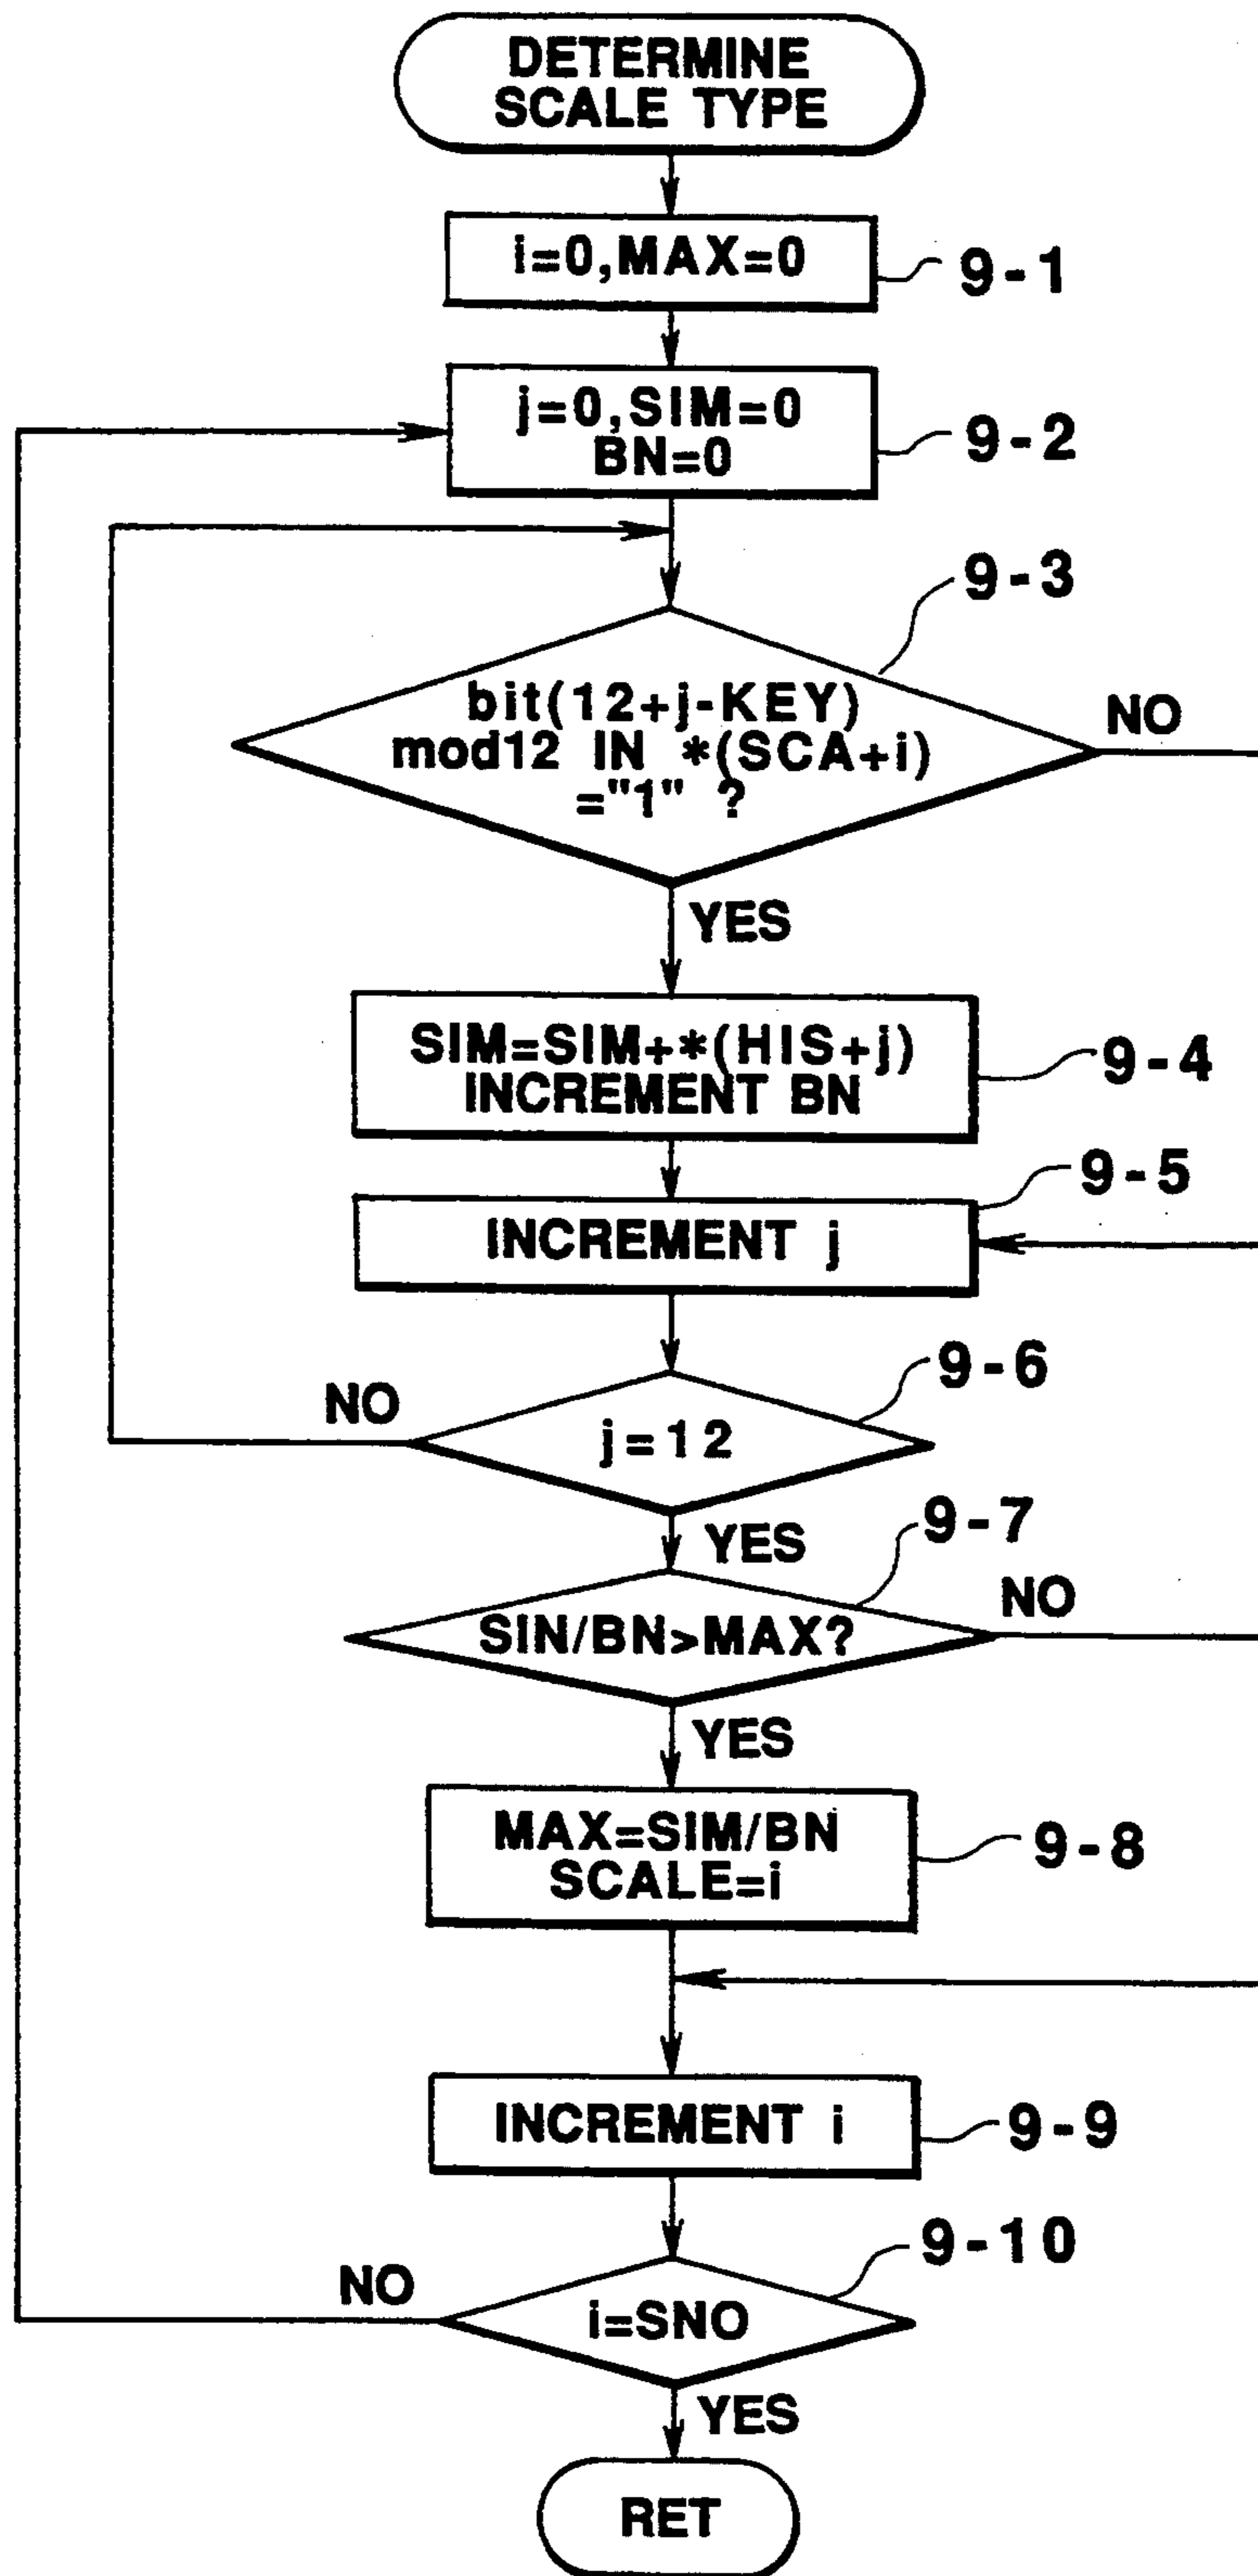 DETERMINE
SCALE TYPE
i=0,MAX=0
9-1
j=0,SIM=0
BN=0
9-2
9-3
bit(12+j-KEY)
mod12 IN *(SCA+i)
="1" ?
NO
YES
SIM=SIM+*(HIS+j)
INCREMENT BN
9-4
9-5
INCREMENT j
9-6
NO
j=12
YES
9-7
NO
SIN/BN>MAX?
YES
MAX=SIM/BN
SCALE=i
9-8
INCREMENT i
9-9
9-10
NO
i=SNO
YES
RET